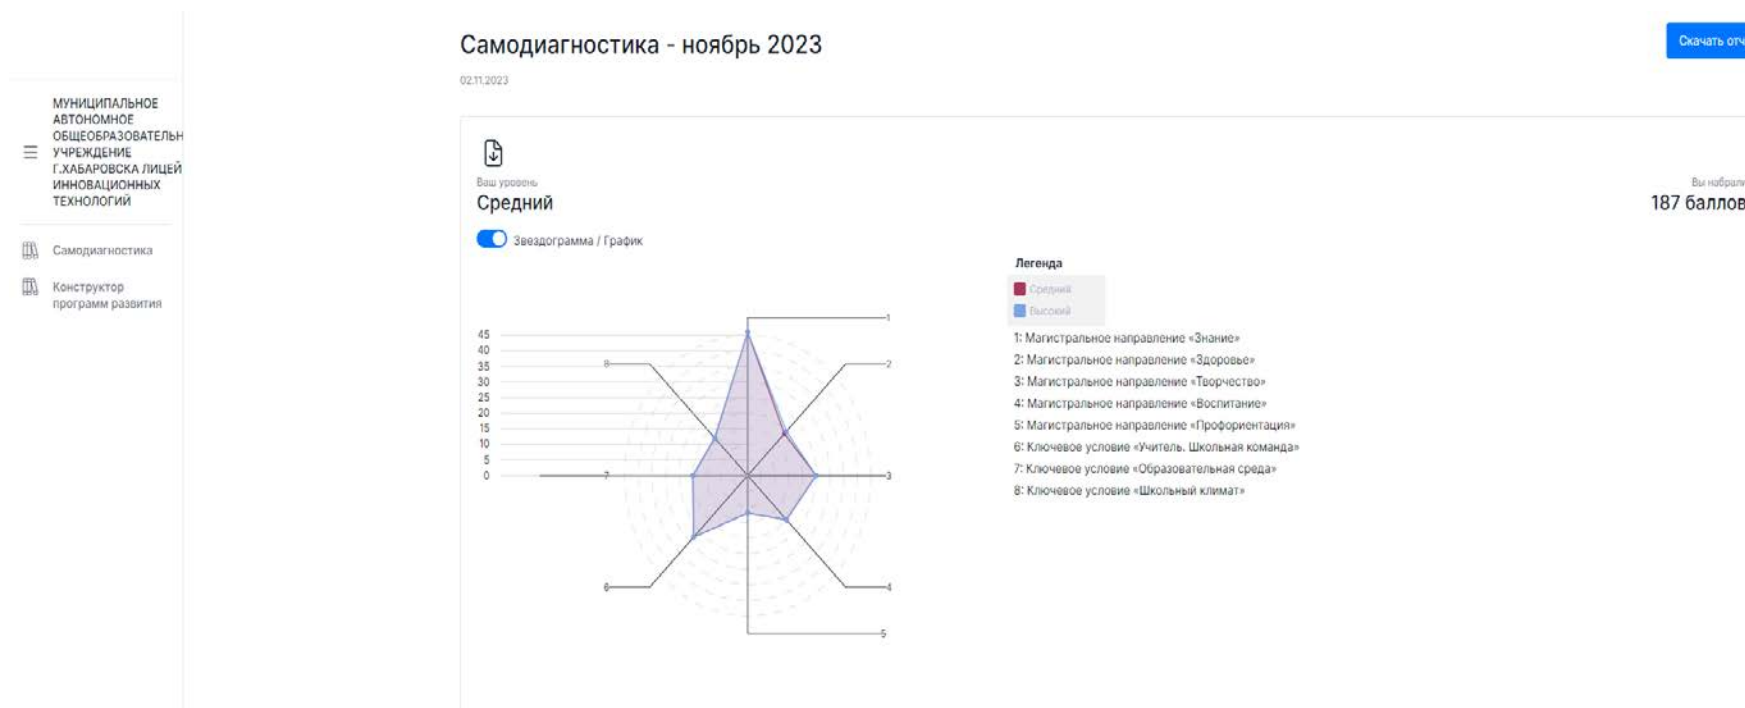 Самодиагностика - ноябрь 2023
Скачать отч
02.11.2023
МУНИЦИПАЛЬНОЕ
АВТОНОМНОЕ
ОБЩЕОБРАЗОВАТЕЛЬН
УЧРЕЖДЕНИЕ
Г.ХАБАРОВСКА ЛИЦЕЙ
ИННОВАЦИОННЫХ
ТЕХНОЛОГИЙ
Самодиагностика
Конструктор
программ развития
Ваш уровень
Средний
Вы набрали
187 баллов
Звездограмма / График
Легенда
Средний
Высокий
1: Магистральное направление «Знание»
2: Магистральное направление «Здоровье»
3: Магистральное направление «Творчество»
4: Магистральное направление «Воспитание»
5: Магистральное направление «Профориентация»
6: Ключевое условие «Учитель. Школьная команда»
7: Ключевое условие «Образовательная среда»
8: Ключевое условие «Школьный климат»
45
40
35
30
25
20
15
10
5
0
1
2
3
4
5
6
7
8